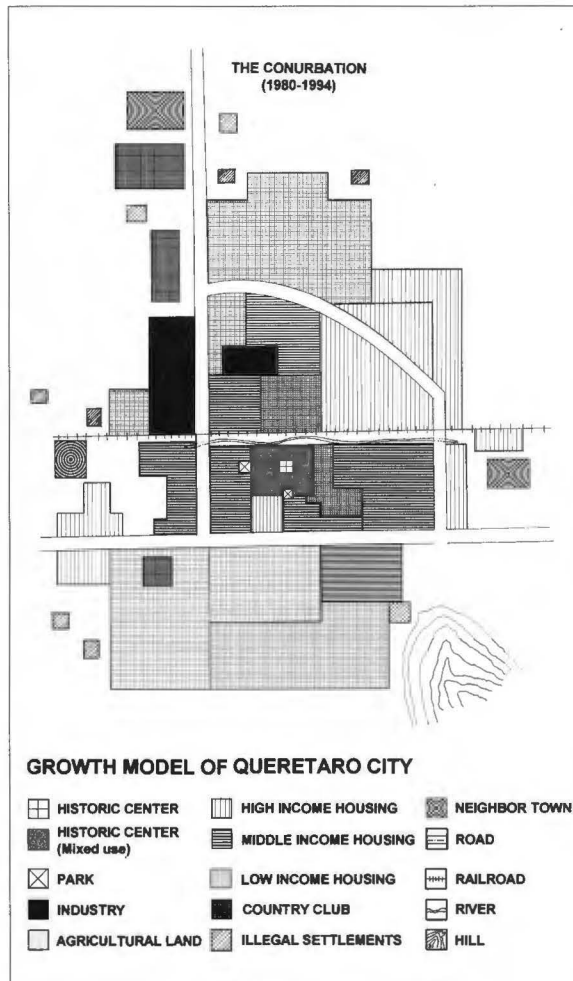 THE CONURBATION
(1980-1994)
GROWTH MODEL OF QUERETARO CITY
HISTORIC CENTER
HISTORIC CENTER
(Mixed use)
PARK
INDUSTRY
AGRICULTURAL LAND
HIGH INCOME HOUSING
MIDDLE INCOME HOUSING
LOW INCOME HOUSING
COUNTRY CLUB
ILLEGAL SETTLEMENTS
NEIGHBOR TOWN
ROAD
RAILROAD
RIVER
HILL